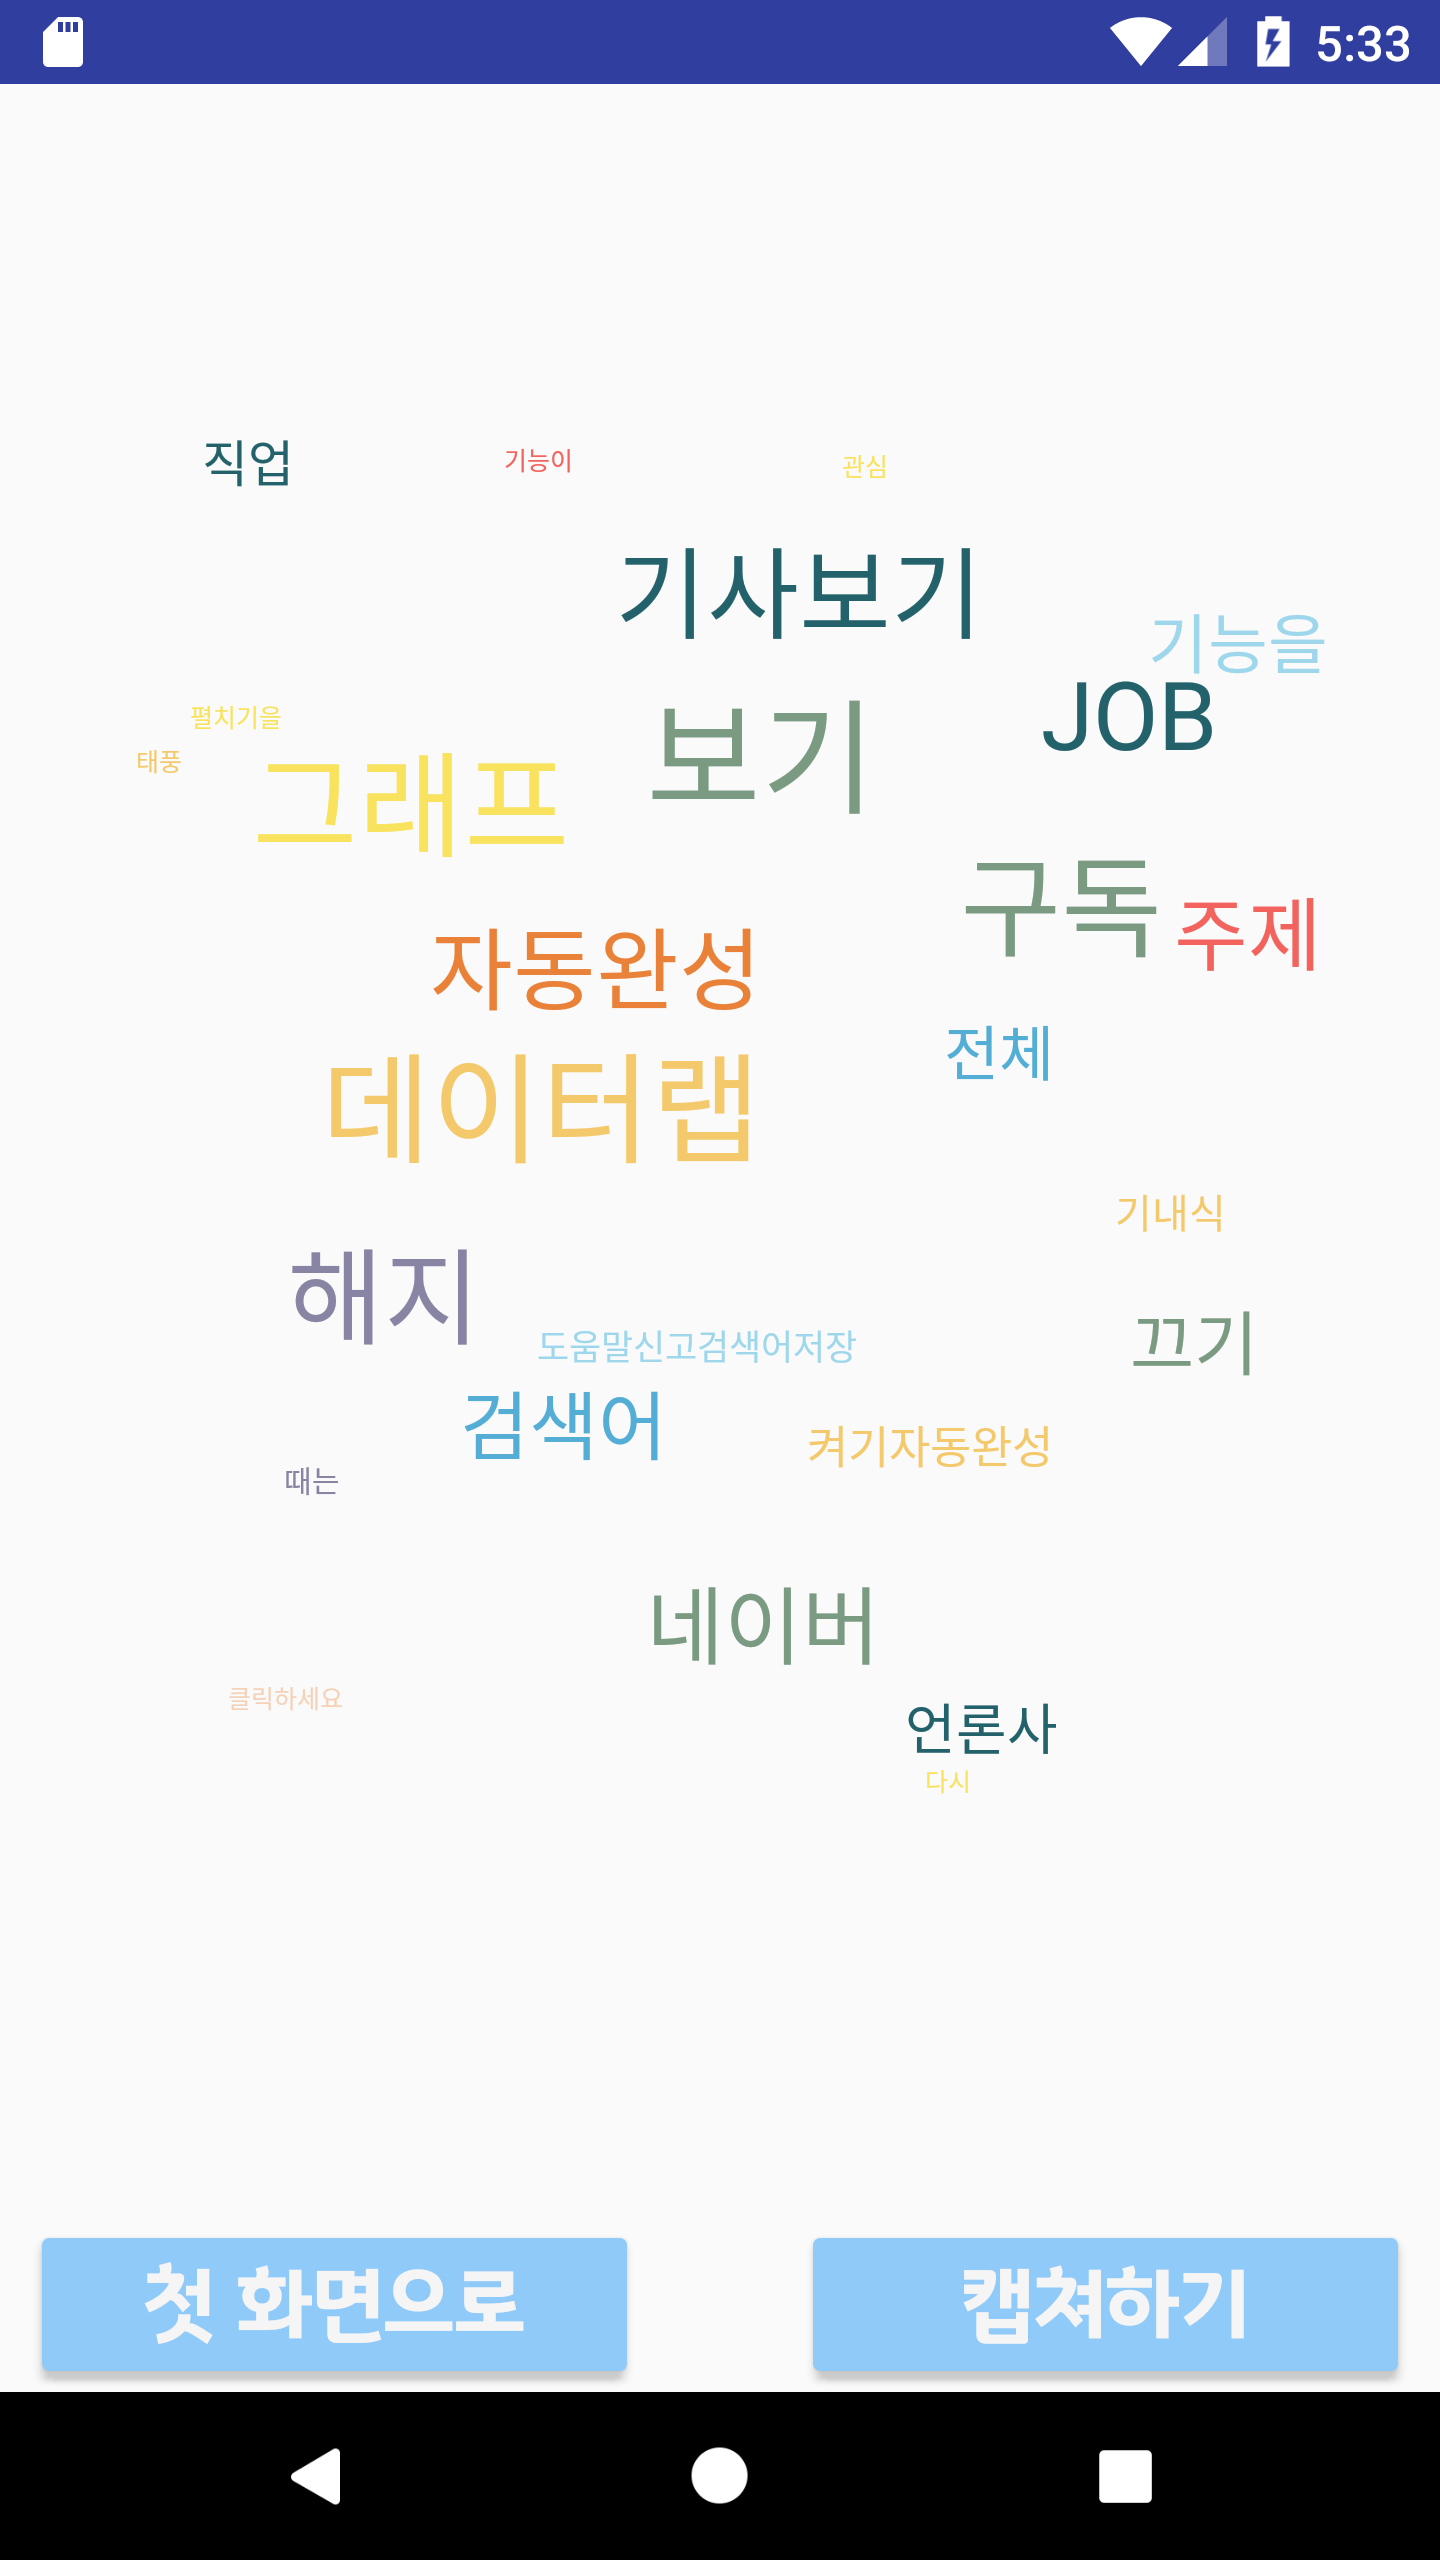 5:33
직업
기능이
관심
기사보기
기능을
JOB
펼치기을
보기
태풍
그래프
구독
주제
자동완성
전체
데이터랩
기내식
해지
도움말신고검색어저장
끄기
검색어
켜기자동완성
때는
네이버
클릭하세요
언론사
다시
첫 화면으로
캡쳐하기